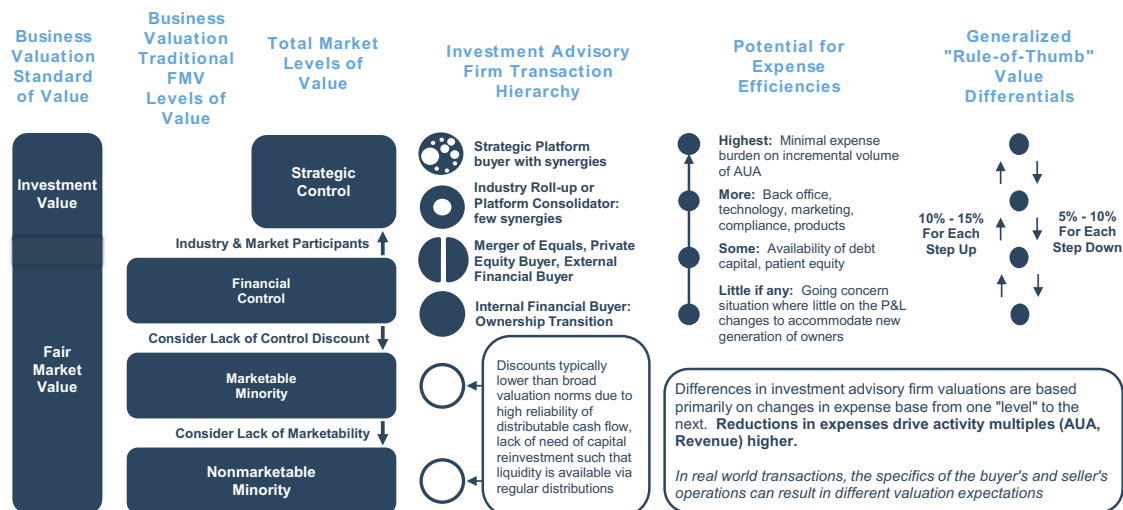 Business
Valuation
Standard
of Value
Business
Valuation
Traditional
FMV
Levels of
Value
Total Market
Levels of
Value
Investment Advisory
Firm Transaction
Hierarchy
Potential for
Expense
Efficiencies
Generalized
"Rule-of-Thumb"
Value
Differentials
Investment
Value
Fair
Market
Value
Strategic
Control
Industry & Market Participants
Financial
Control
Consider Lack of Control Discount
Marketable
Minority
Consider Lack of Marketability
Nonmarketable
Minority
Strategic Platform
buyer with synergies
Industry Roll-up or
Platform Consolidator:
few synergies
Merger of Equals, Private
Equity Buyer, External
Financial Buyer
Internal Financial Buyer:
Ownership Transition
Discounts typically
lower than broad
valuation norms due to
high reliability of
distributable cash flow,
lack of need of capital
reinvestment such that
liquidity is available via
regular distributions
Highest: Minimal expense
burden on incremental volume
of AUA
More: Back office,
technology, marketing,
compliance, products
Some: Availability of debt
capital, patient equity
Little if any: Going concern
situation where little on the P&L
changes to accommodate new
generation of owners
10% - 15%
For Each
Step Up
5% - 10%
For Each
Step Down
Differences in investment advisory firm valuations are based
primarily on changes in expense base from one "level" to the
next. Reductions in expenses drive activity multiples (AUA,
Revenue) higher.
In real world transactions, the specifics of the buyer's and seller's
operations can result in different valuation expectations